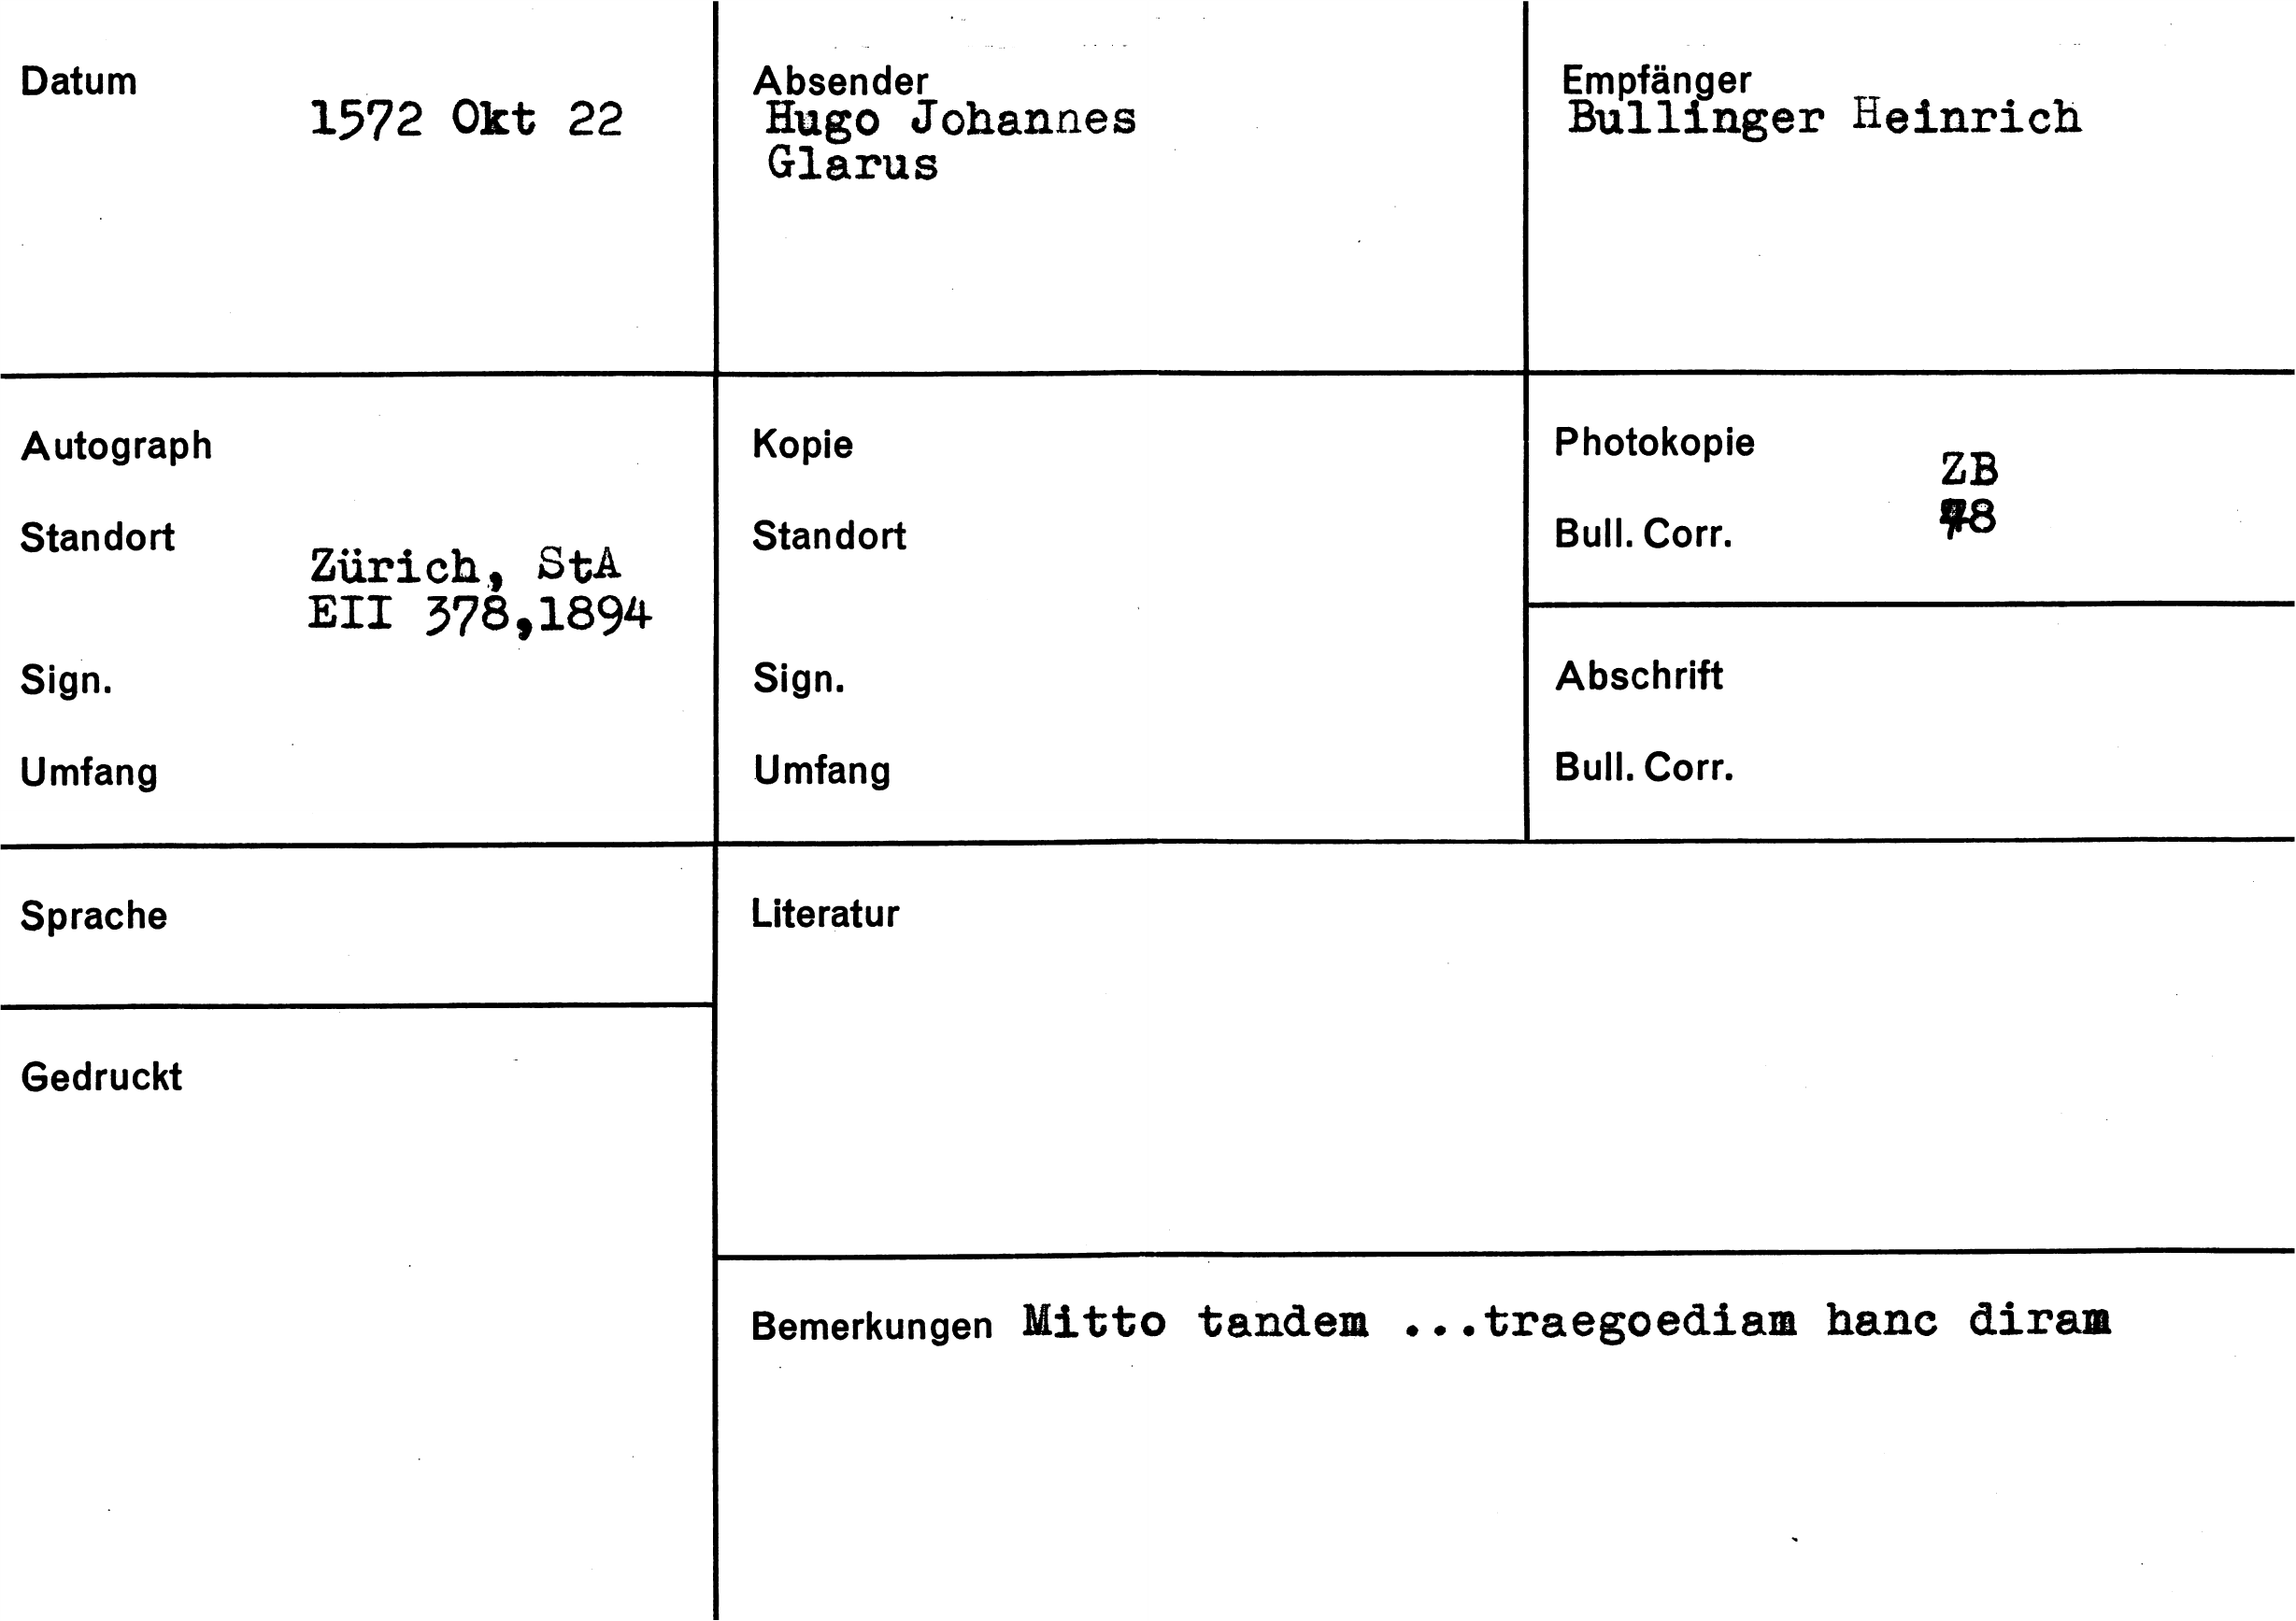 Datum
1572 Okt 22
Absender
Hugo Johannes
Glarus
Empfänger
Bullinger Heinrich
Autograph
Standort
Zürich, StA
EII 378,1894
Sign.
Umfang
Kopie
Standort
Sign.
Umfang
Photokopie
ZB
Bull. Corr.
Abschrift
Bull. Corr.
Sprache
Gedruckt
Literatur
Bemerkungen Mitto tandem ...traegoediam hanc diram